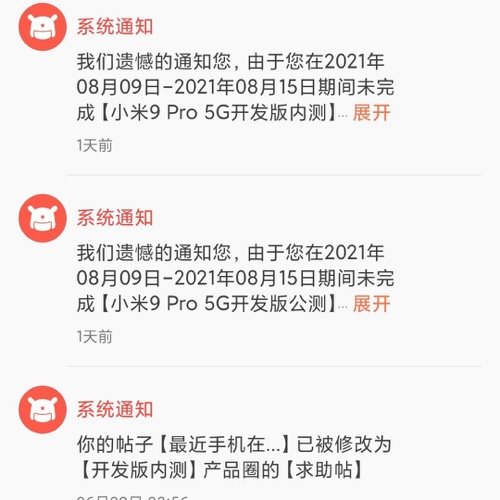 系统通知
我们遗憾的通知您，由于您在2021年
08月09日-2021年08月15日期间未完
成【小米9 Pro 5G开发版内测】... 展开
1天前
系统通知
我们遗憾的通知您，由于您在2021年
08月09日-2021年08月15日期间未完
成【小米9 Pro 5G开发版公测】... 展开
1天前
系统通知
你的帖子【最近手机在...】已被修改为
【开发版内测】产品圈的【求助帖】